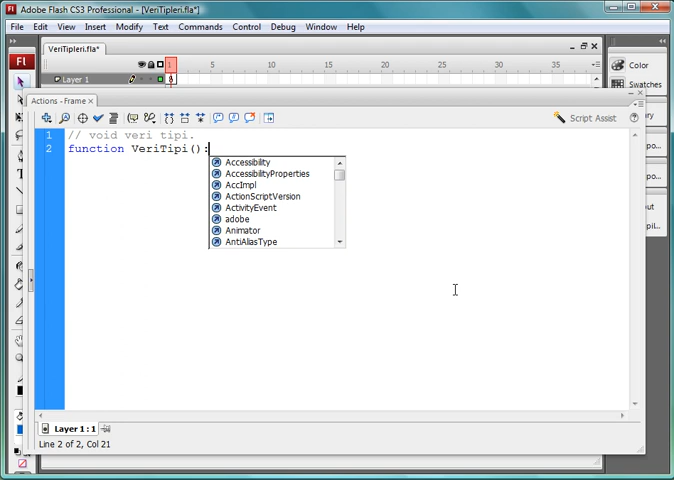 Adobe Flash CS3 Professional - [VeriTipleri.fla*]
File Edit View Insert Modify Text Commands Control Debug Window Help
VeriTipleri.fla*
1 5 10 15 20 25 30 35
Layer 1
Color
Swatches
Actions - Frame
Script Assist
1 // void veri tipi.
2 function VeriTipi():
Accessibility
AccessibilityProperties
AccImpl
ActionScriptVersion
ActivityEvent
adobe
Animator
AntiAliasType
Layer 1 : 1
Line 2 of 2, Col 21